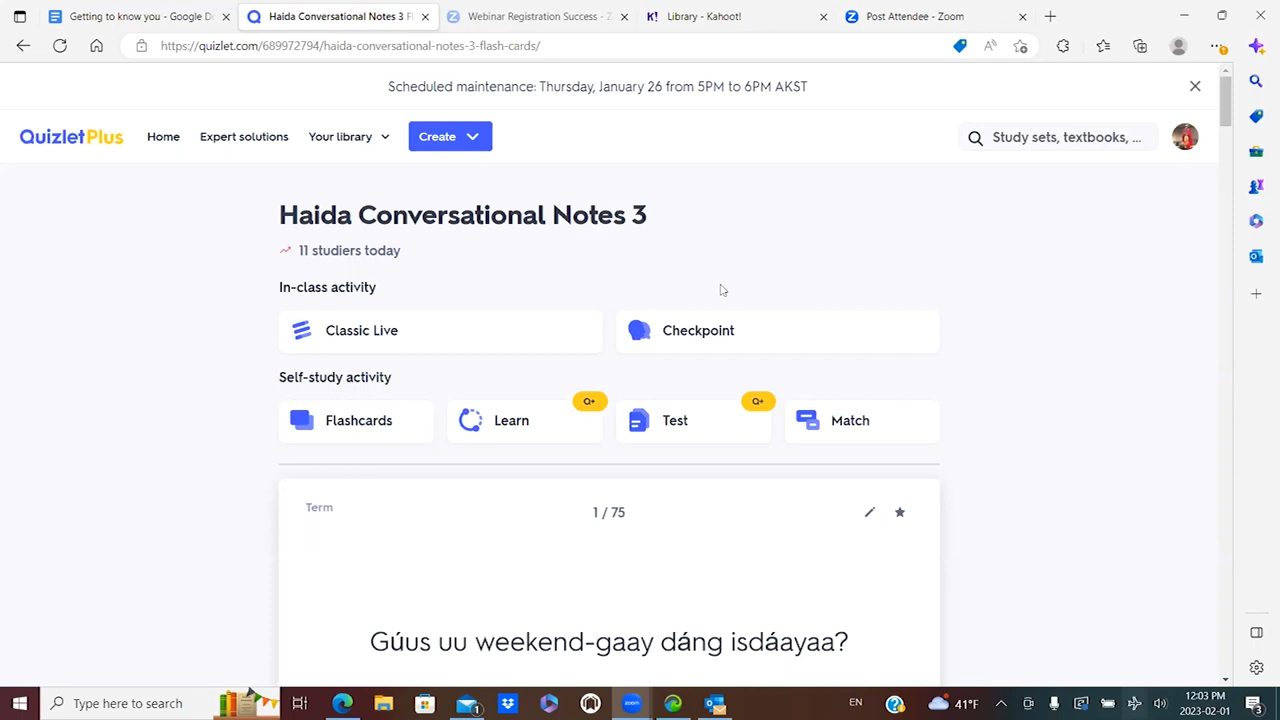 Getting to know you - Google D
Haida Conversational Notes 3 F
Webinar Registration Success - Z
K! Library - Kahoot!
Post Attendee - Zoom
https://quizlet.com/689972794/haida-conversational-notes-3-flash-cards/
Scheduled maintenance: Thursday, January 26 from 5PM to 6PM AKST
QuizletPlus
Home
Expert solutions
Your library
Create
Study sets, textbooks, ...
Haida Conversational Notes 3
11 studiers today
In-class activity
Classic Live
Checkpoint
Self-study activity
Flashcards
Q+
Learn
Q+
Test
Match
Term
1 / 75
Gúus uu weekend-gaay dáng isdáayaa?
Type here to search
1
zoom
EN
41°F
12:03 PM
2023-02-01
3